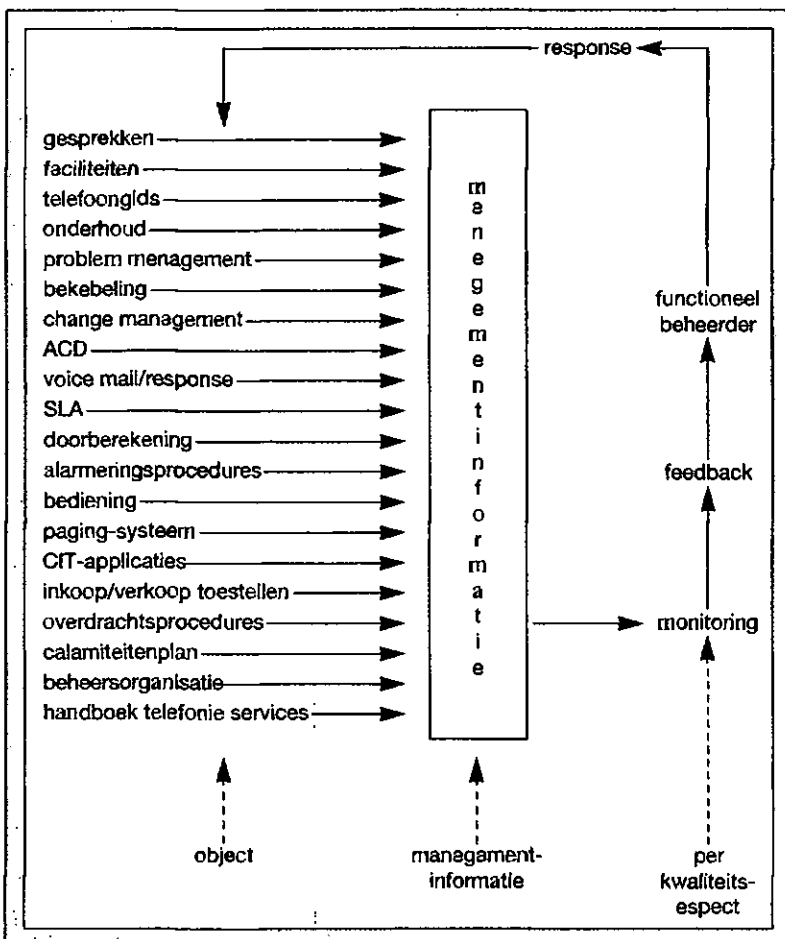 response
gesprekken
faciliteiten
telefoongids
onderhoud
problem menagement
bekebeling
change management
ACD
voice mail/response
SLA
doorberekening
alarmeringsprocedures
bediening
paging-systeem
CIT-applicaties
inkoop/verkoop toestellen
overdrachtsprocedures
calamiteitenplan
beheersorganisatie
handboek telefonie services
m
a
n
e
g
e
m
e
n
t
i
n
f
o
r
m
a
t
i
e
functioneel
beheerder
feedback
monitoring
object
managament-
informatie
per
kwaliteits-
espect